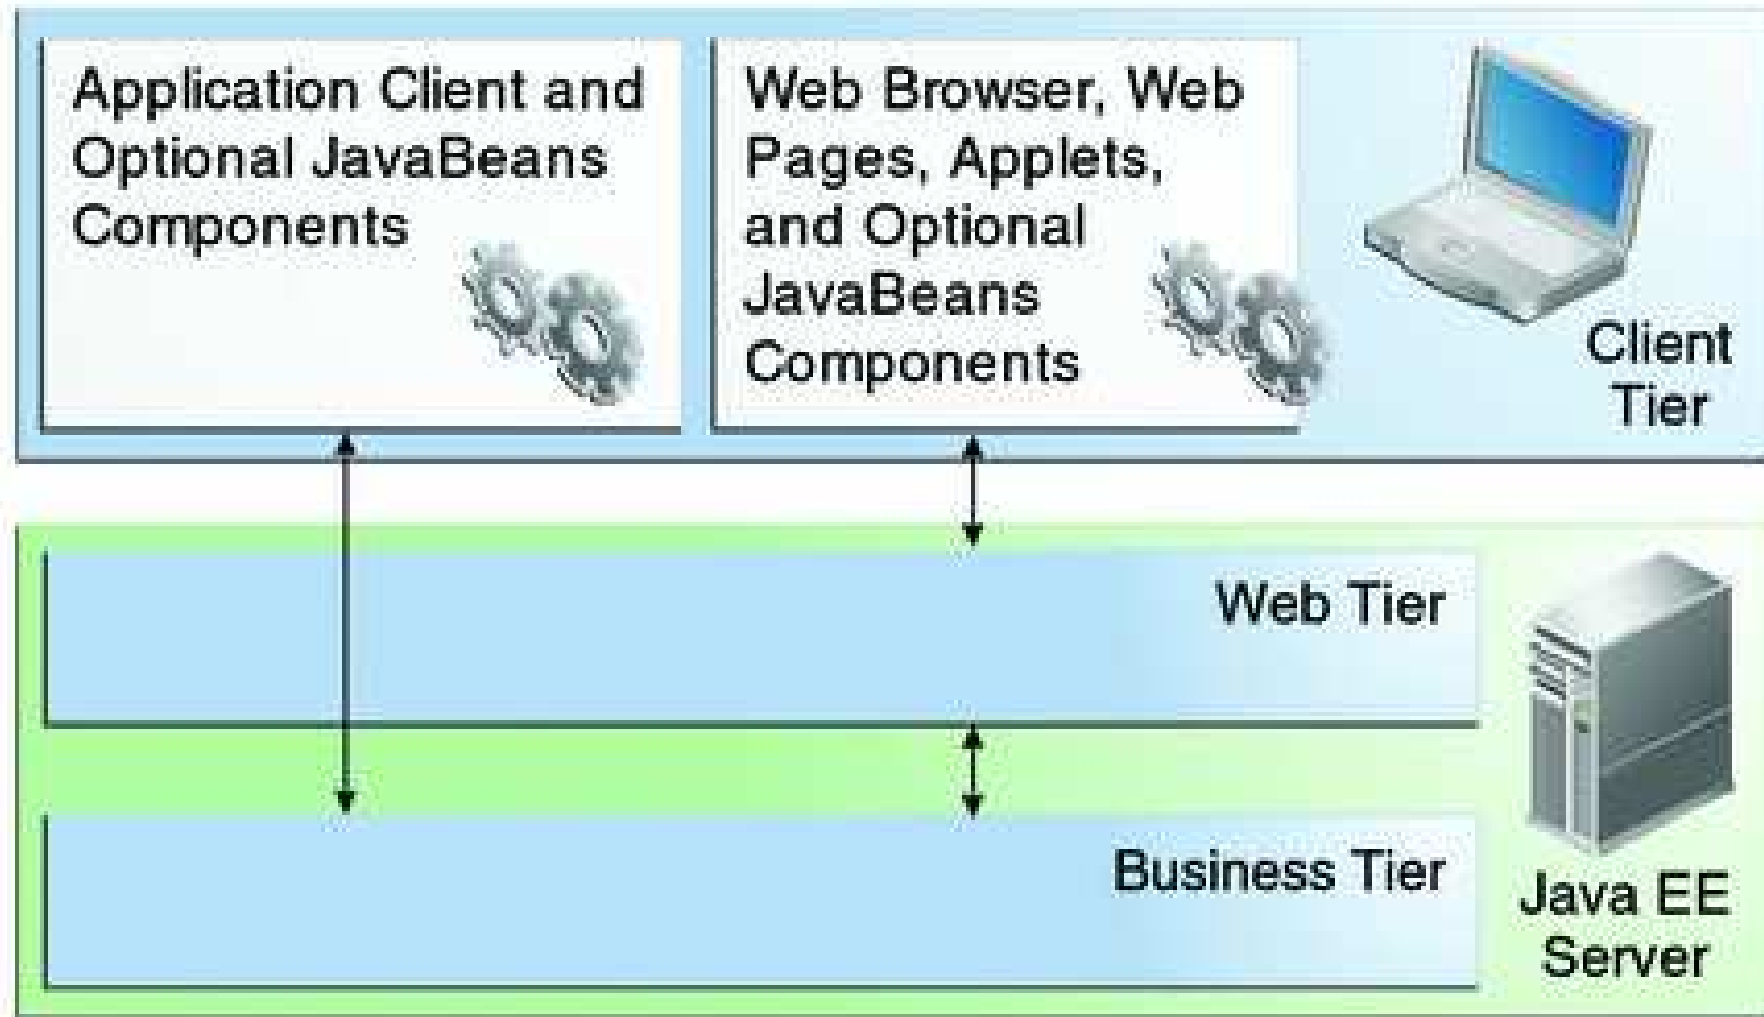 Application Client and
Optional JavaBeans
Components
Web Browser, Web
Pages, Applets,
and Optional
JavaBeans
Components
Client
Tier
Web Tier
Business Tier
Java EE
Server